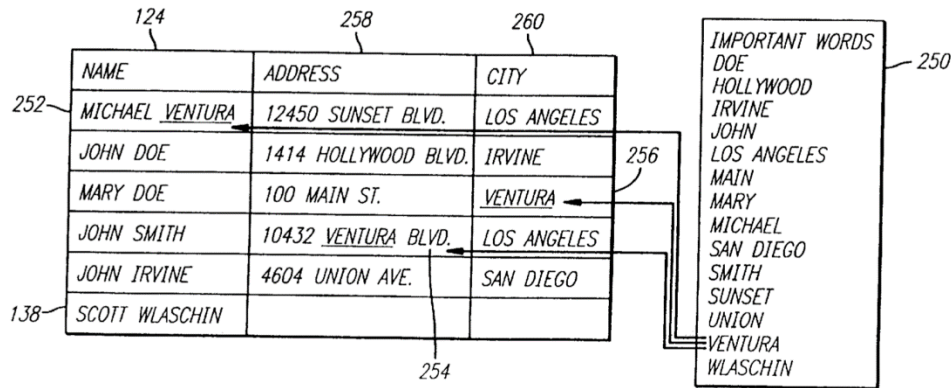 124 258 260
NAME ADDRESS CITY
252 MICHAEL VENTURA 12450 SUNSET BLVD. LOS ANGELES
JOHN DOE 1414 HOLLYWOOD BLVD. IRVINE
256
MARY DOE 100 MAIN ST. VENTURA
JOHN SMITH 10432 VENTURA BLVD. LOS ANGELES
JOHN IRVINE 4604 UNION AVE. SAN DIEGO
138 SCOTT WLASCHIN
254
IMPORTANT WORDS
250
DOE
HOLLYWOOD
IRVINE
JOHN
LOS ANGELES
MAIN
MARY
MICHAEL
SAN DIEGO
SMITH
SUNSET
UNION
VENTURA
WLASCHIN